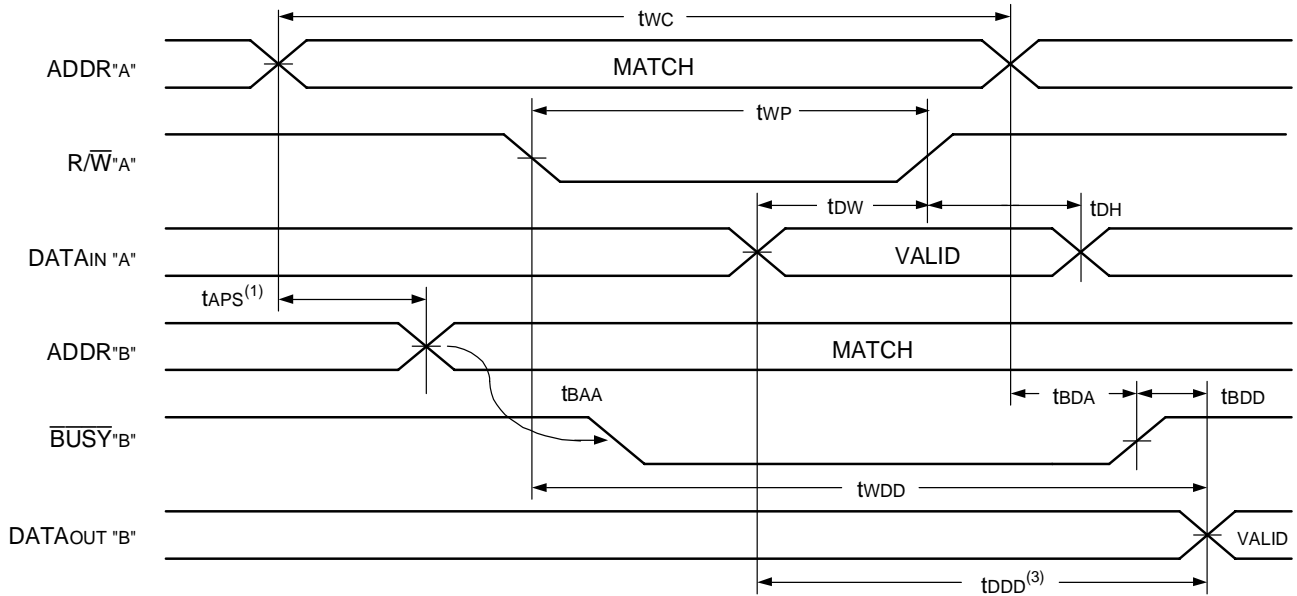 tWC
ADDR"A"
MATCH
tWP
R/W̅"A"
tDW
tDH
DATAIN "A"
VALID
tAPS(1)
ADDR"B"
MATCH
tBAA
tBDA
tBDD
B̅U̅S̅Y̅"B"
tWDD
DATAOUT "B"
VALID
tDDD(3)